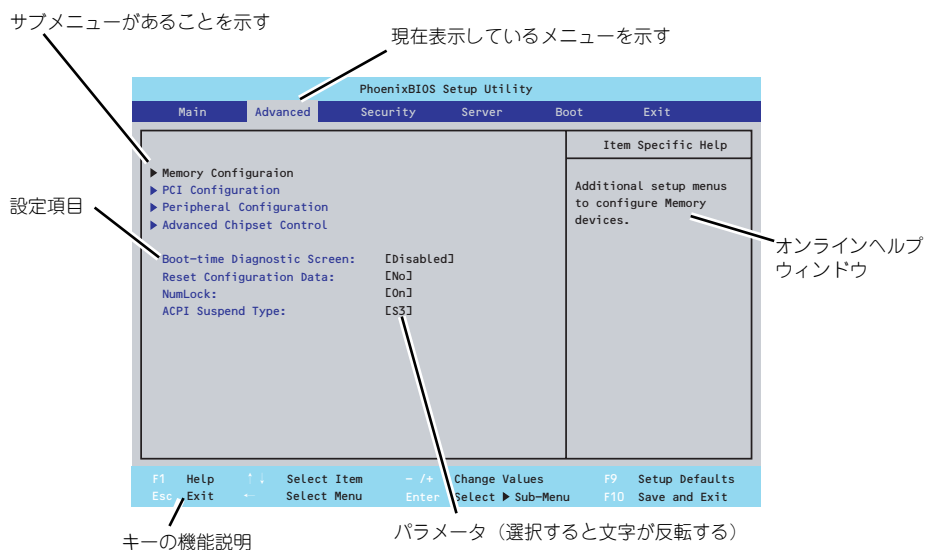 サブメニューがあることを示す
現在表示しているメニューを示す
PhoenixBIOS Setup Utility
Main Advanced Security Server Boot Exit
Item Specific Help
▶ Memory Configuraion
▶ PCI Configuration
▶ Peripheral Configuration
▶ Advanced Chipset Control
Additional setup menus
to configure Memory
devices.
設定項目
オンラインヘルプ
ウィンドウ
Boot-time Diagnostic Screen: [Disabled]
Reset Configuration Data: [No]
NumLock: [On]
ACPI Suspend Type: [S3]
F1 Help ↑↓ Select Item - /+ Change Values F9 Setup Defaults
Esc Exit ← Select Menu Enter Select ▶ Sub-Menu F10 Save and Exit
キーの機能説明
パラメータ（選択すると文字が反転する）